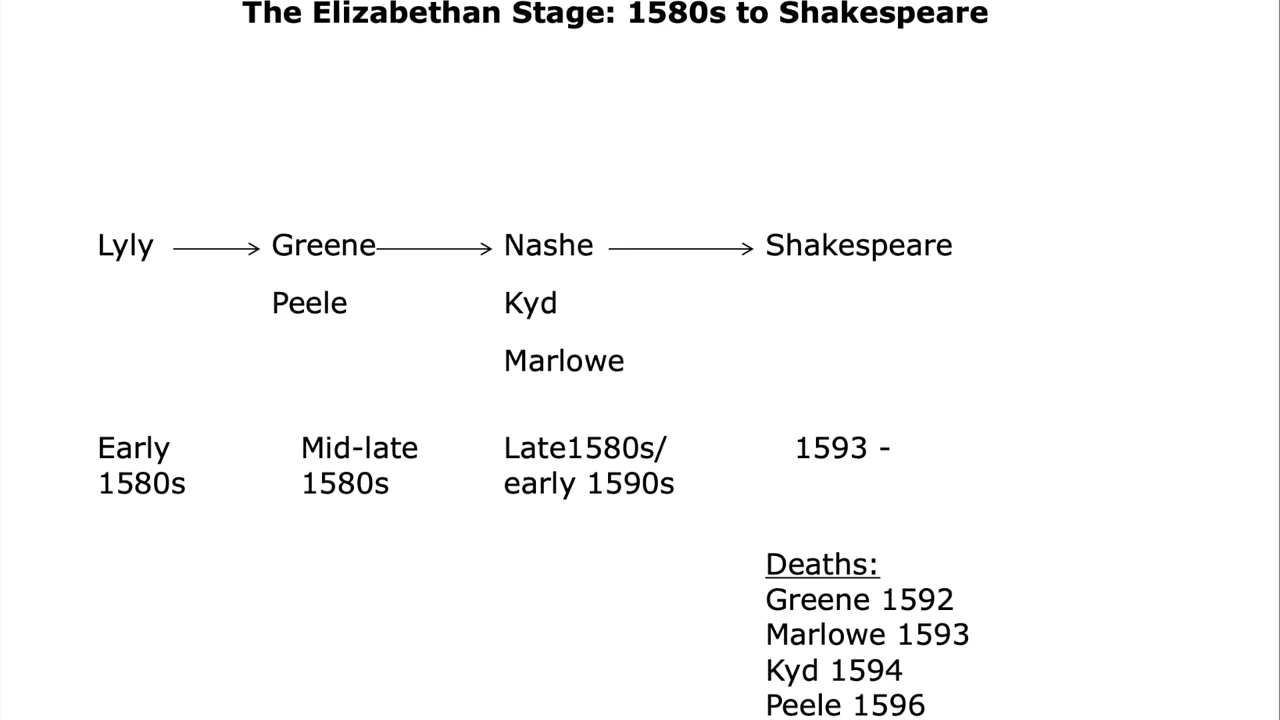 The Elizabethan Stage: 1580s to Shakespeare
Lyly Greene Nashe Shakespeare
Peele Kyd
Marlowe
Early Mid-late Late1580s/ 1593 -
1580s 1580s early 1590s
Deaths:
Greene 1592
Marlowe 1593
Kyd 1594
Peele 1596